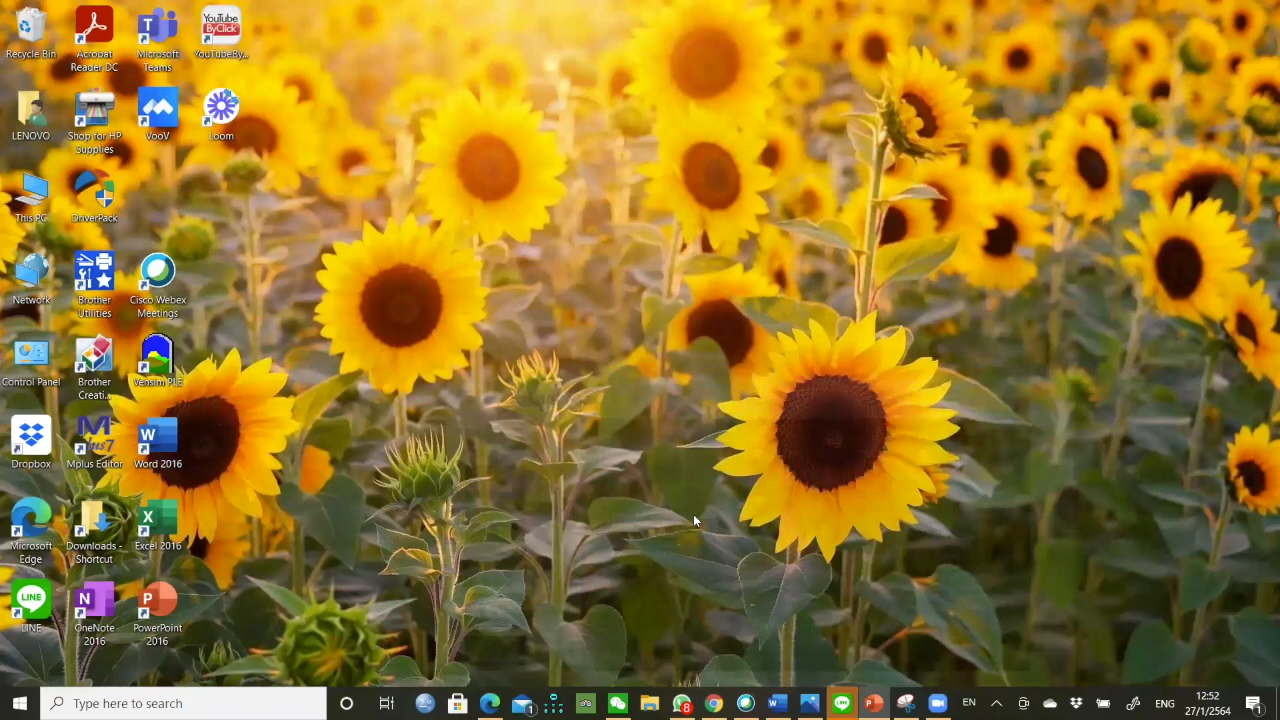 Recycle Bin
Acrobat
Reader DC
Microsoft
Teams
YouTube
ByClick
YouTubeBy...
LENOVO
Shop for HP
Supplies
VooV
Loom
This PC
DriverPack
Network
Brother
Utilities
Cisco Webex
Meetings
Control Panel
Brother
Creati...
Vensim PLE
Dropbox
Mplus Editor
Word 2016
Microsoft
Edge
Downloads -
Shortcut
Excel 2016
LINE
OneNote
2016
PowerPoint
2016
Type here to search
1
8
EN
ENG
12:52
27/1/2564
1